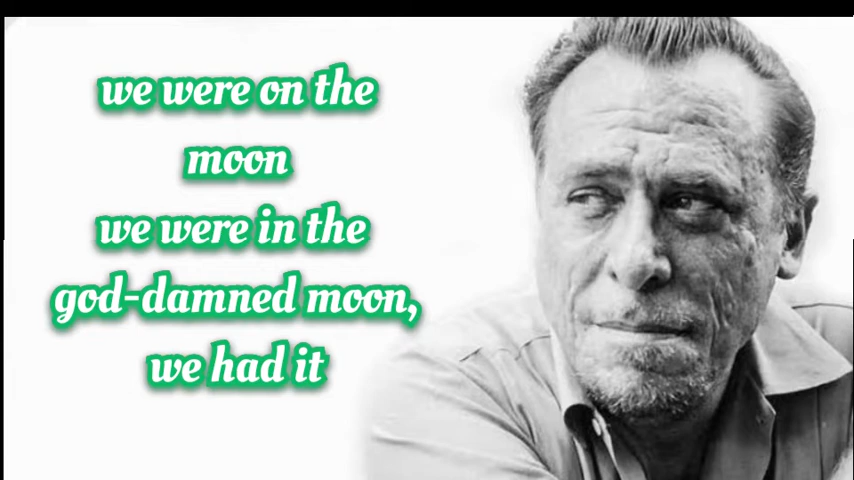 we were on the
moon
we were in the
god-damned moon,
we had it